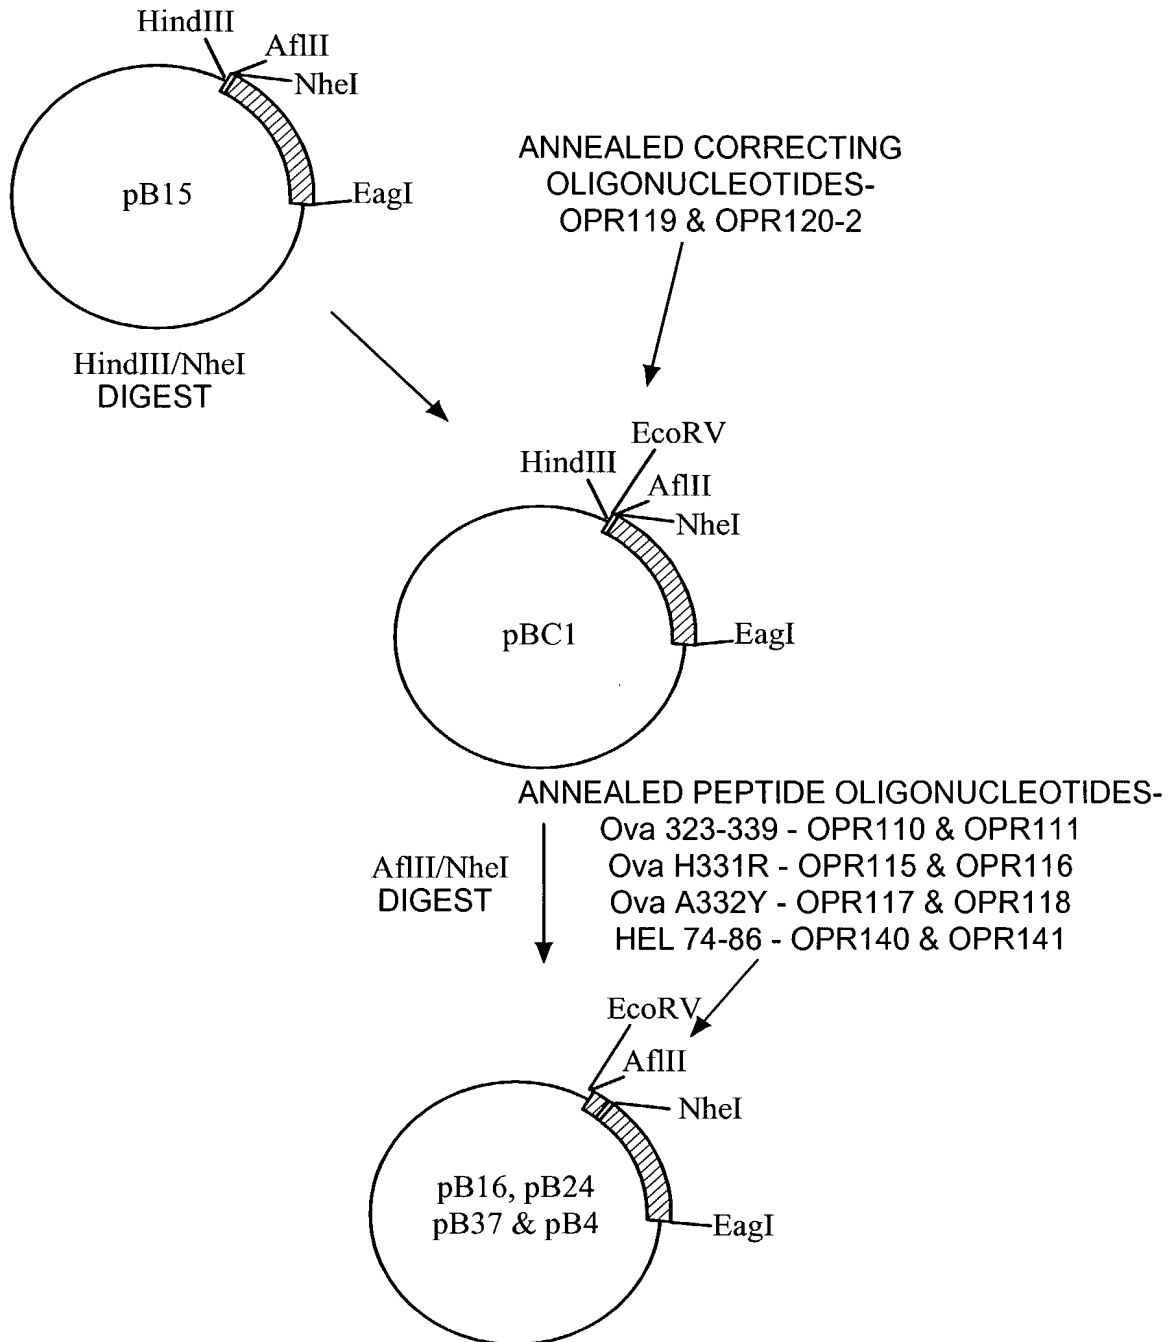 HindIII
AflII
NheI
pB15
EagI
HindIII/NheI
DIGEST
ANNEALED CORRECTING
OLIGONUCLEOTIDES-
OPR119 & OPR120-2
EcoRV
HindIII
AflII
NheI
pBC1
EagI
AflII/NheI
DIGEST
ANNEALED PEPTIDE OLIGONUCLEOTIDES-
Ova 323-339 - OPR110 & OPR111
Ova H331R - OPR115 & OPR116
Ova A332Y - OPR117 & OPR118
HEL 74-86 - OPR140 & OPR141
EcoRV
AflII
NheI
pB16, pB24
pB37 & pB4
EagI